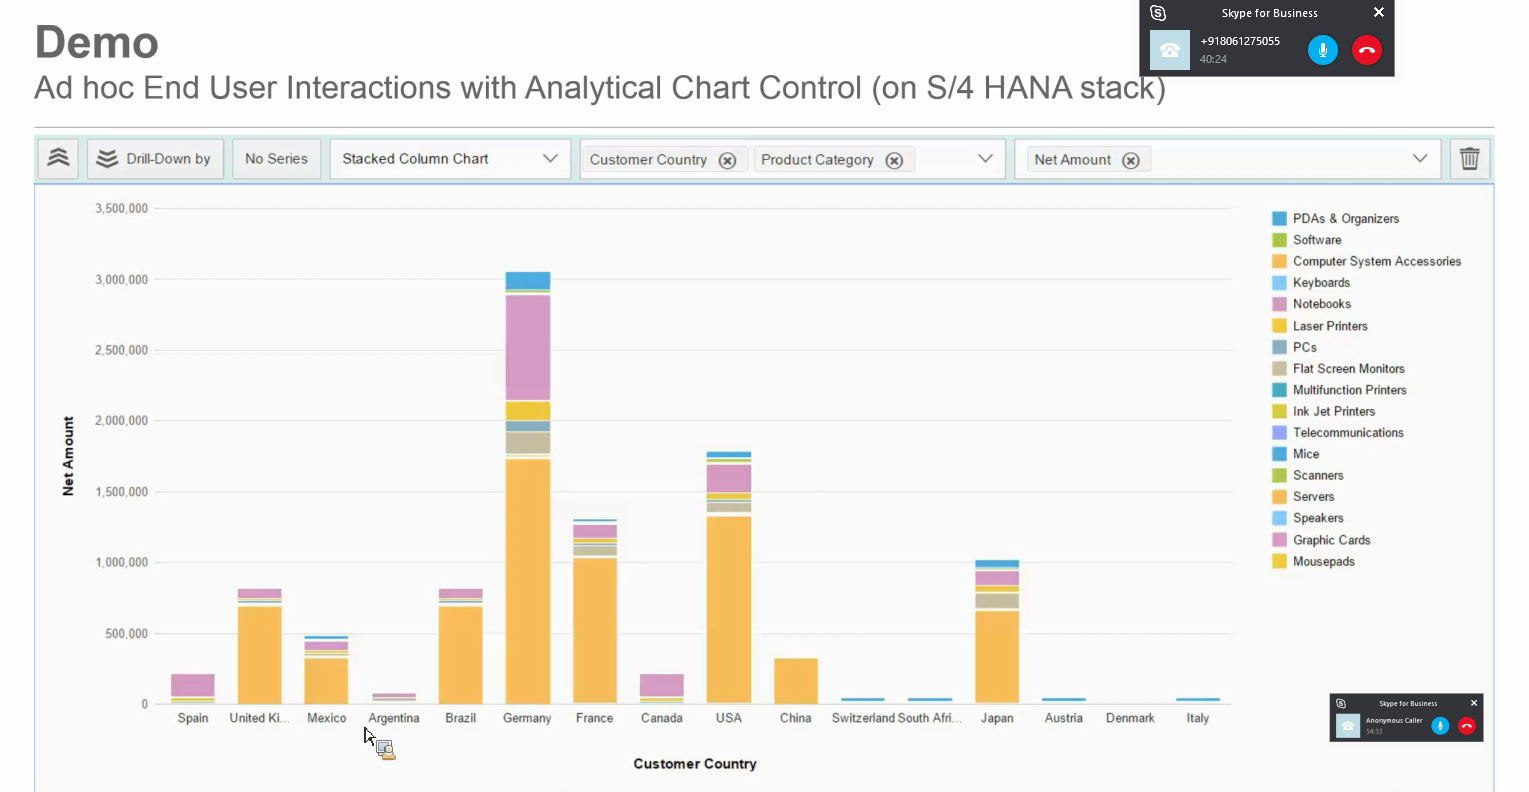 Demo
Ad hoc End User Interactions with Analytical Chart Control (on S/4 HANA stack)
Skype for Business
+918061275055
40:24
Drill-Down by
No Series
Stacked Column Chart
Customer Country
Product Category
Net Amount
3,500,000
3,000,000
2,500,000
2,000,000
1,500,000
1,000,000
500,000
0
Net Amount
Spain
United Ki...
Mexico
Argentina
Brazil
Germany
France
Canada
USA
China
Switzerland
South Afri...
Japan
Austria
Denmark
Italy
Customer Country
PDAs & Organizers
Software
Computer System Accessories
Keyboards
Notebooks
Laser Printers
PCs
Flat Screen Monitors
Multifunction Printers
Ink Jet Printers
Telecommunications
Mice
Scanners
Servers
Speakers
Graphic Cards
Mousepads
Skype for Business
Anonymous Caller
54:33